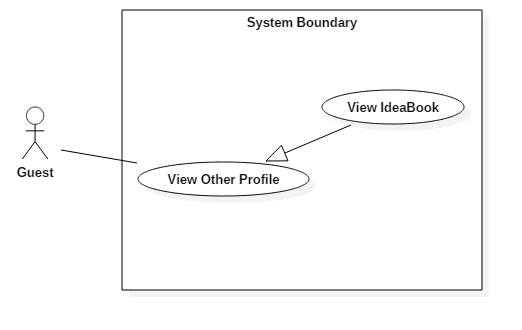 System Boundary
View IdeaBook
Guest
View Other Profile